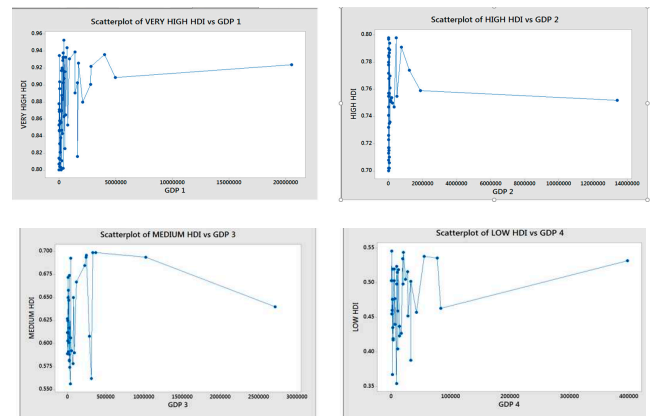 Scatterplot of VERY HIGH HDI vs GDP 1
0.96
0.94
0.92
0.90
0.88
0.86
0.84
0.82
0.80
VERY HIGH HDI
0 5000000 10000000 15000000 20000000
GDP 1
Scatterplot of HIGH HDI vs GDP 2
0.80
0.78
0.76
0.74
0.72
0.70
HIGH HDI
0 2000000 4000000 6000000 8000000 10000000 12000000 14000000
GDP 2
Scatterplot of MEDIUM HDI vs GDP 3
0.700
0.675
0.650
0.625
0.600
0.575
0.550
MEDIUM HDI
0 500000 1000000 1500000 2000000 2500000 3000000
GDP 3
Scatterplot of LOW HDI vs GDP 4
0.55
0.50
0.45
0.40
0.35
LOW HDI
0 100000 200000 300000 400000
GDP 4